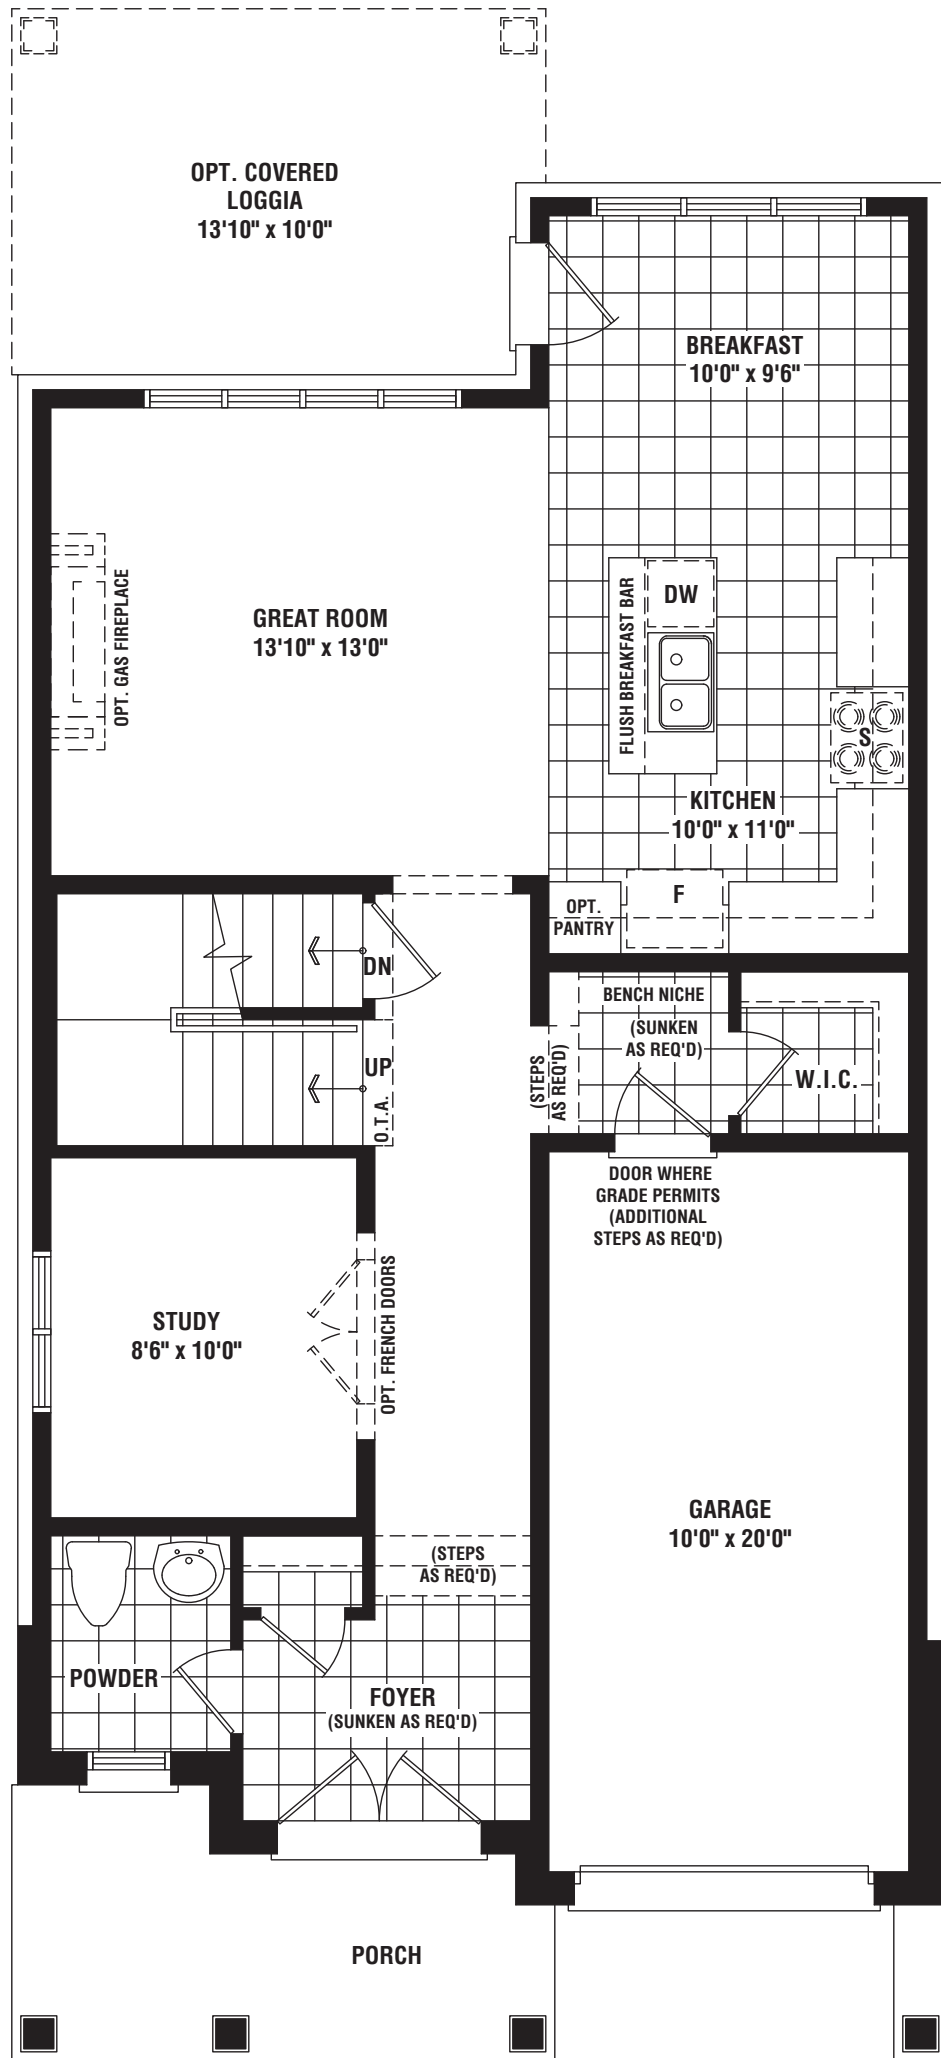 OPT. COVERED
LOGGIA
13'10" x 10'0"
BREAKFAST
10'0" x 9'6"
GREAT ROOM
13'10" x 13'0"
OPT. GAS FIREPLACE
FLUSH BREAKFAST BAR
DW
S
KITCHEN
10'0" x 11'0"
F
OPT.
PANTRY
DN
UP
O.T.A.
BENCH NICHE
(SUNKEN
AS REQ'D)
(STEPS
AS REQ'D)
W.I.C.
DOOR WHERE
GRADE PERMITS
(ADDITIONAL
STEPS AS REQ'D)
STUDY
8'6" x 10'0"
OPT. FRENCH DOORS
GARAGE
10'0" x 20'0"
(STEPS
AS REQ'D)
POWDER
FOYER
(SUNKEN AS REQ'D)
PORCH